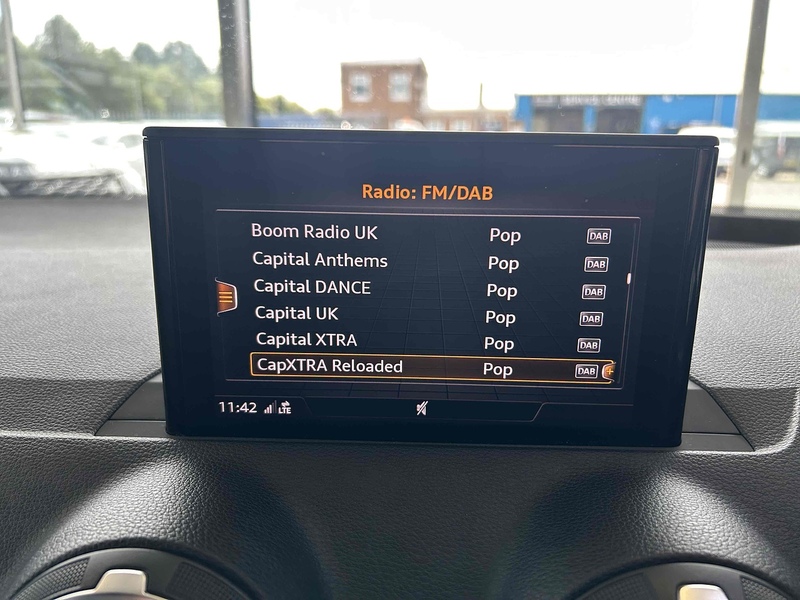 Radio: FM/DAB
Boom Radio UK Pop DAB
Capital Anthems Pop DAB
Capital DANCE Pop DAB
Capital UK Pop DAB
Capital XTRA Pop DAB
CapXTRA Reloaded Pop DAB
11:42 LTE